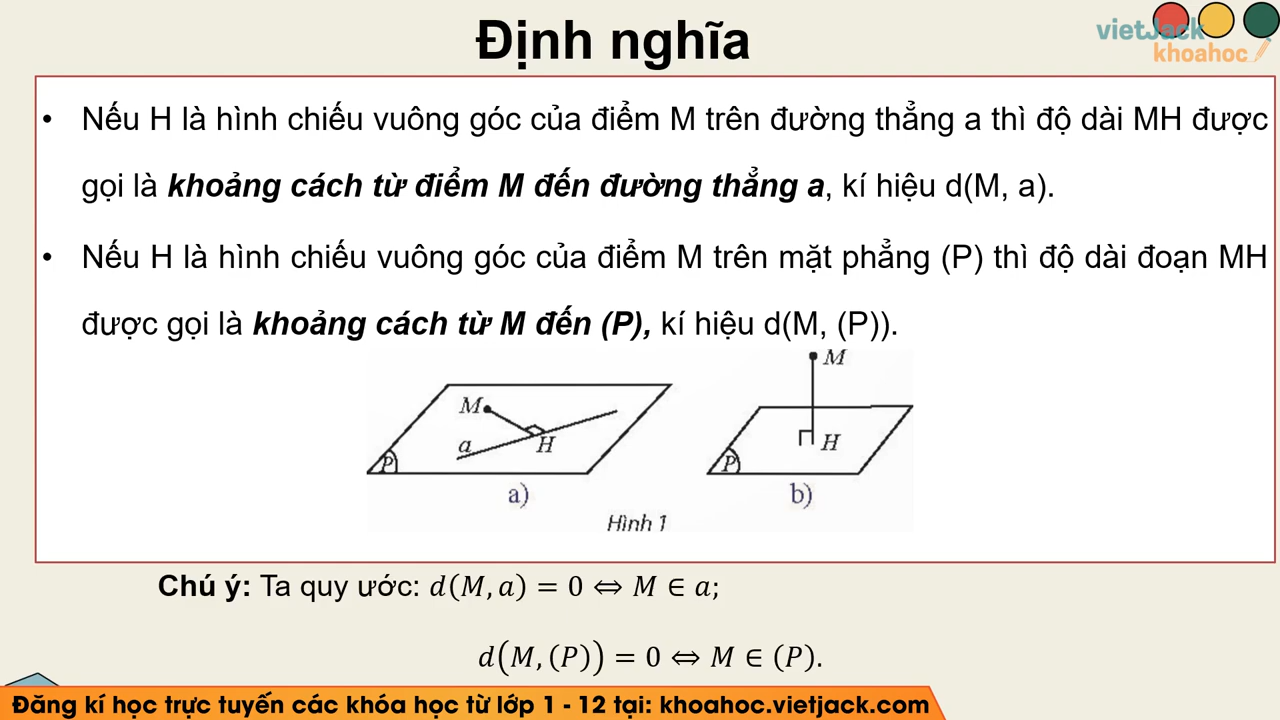 Định nghĩa
vietJack
khoahoc
• Nếu H là hình chiếu vuông góc của điểm M trên đường thẳng a thì độ dài MH được
gọi là khoảng cách từ điểm M đến đường thẳng a, kí hiệu d(M, a).
• Nếu H là hình chiếu vuông góc của điểm M trên mặt phẳng (P) thì độ dài đoạn MH
được gọi là khoảng cách từ M đến (P), kí hiệu d(M, (P)).
M
a
H
P
a)
M
H
P
b)
Hình 1
Chú ý: Ta quy ước: d(M, a) = 0 ⇔ M ∈ a;
d(M, (P)) = 0 ⇔ M ∈ (P).
Đăng kí học trực tuyến các khóa học từ lớp 1 - 12 tại: khoahoc.vietjack.com